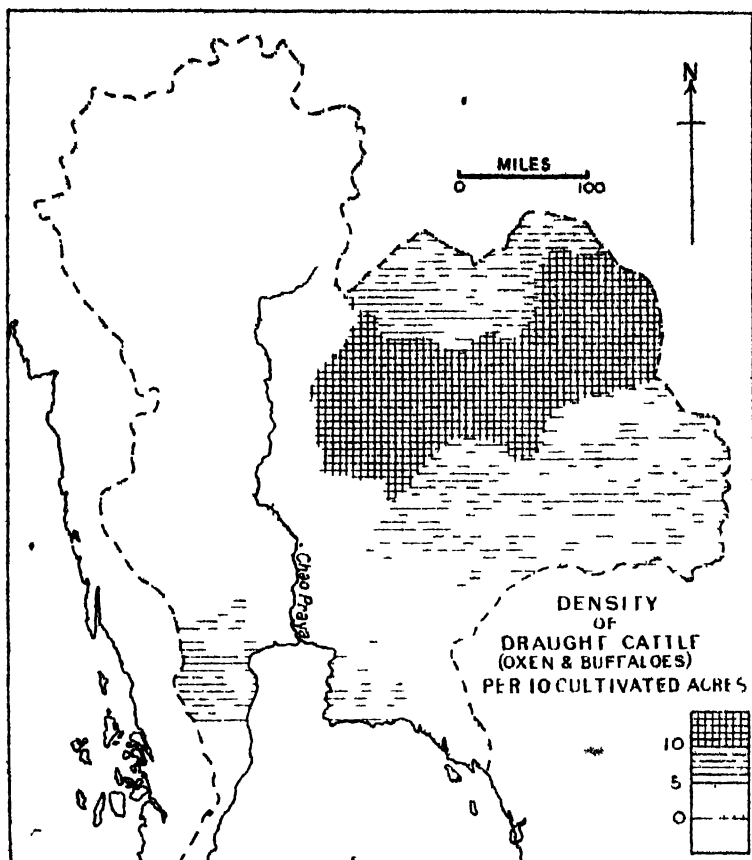 N
MILES
0 100
Chao Praya
DENSITY
OF
DRAUGHT CATTLE
(OXEN & BUFFALOES)
PER 10 CULTIVATED ACRES
10
5
0